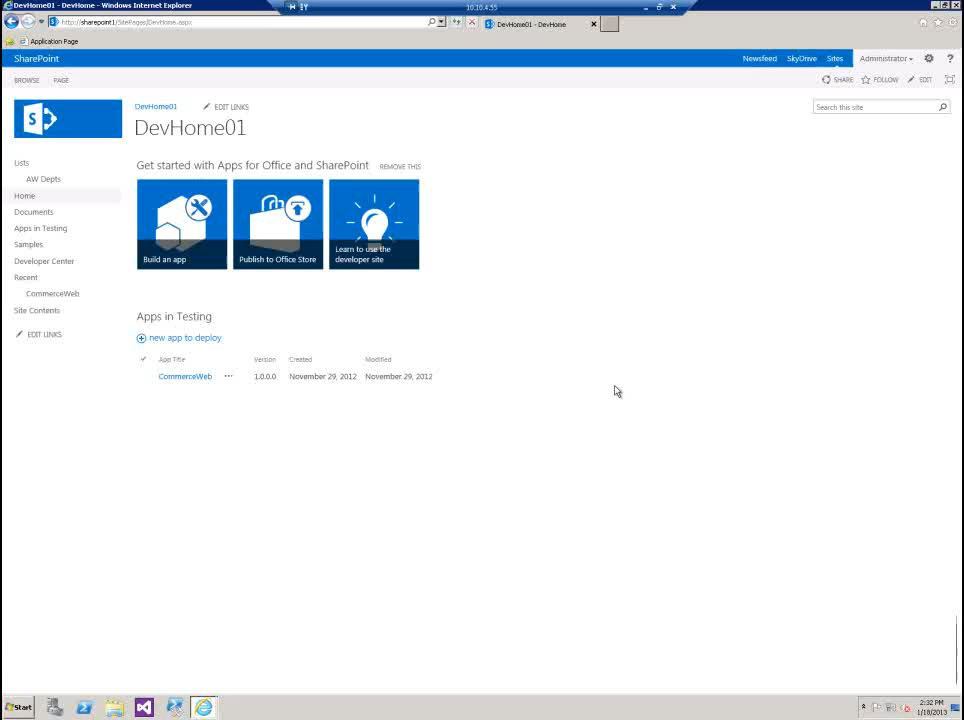 DevHome01 - DevHome - Windows Internet Explorer
10.10.4.55
http://sharepoint1/SitePages/DevHome.aspx
DevHome01 - DevHome
Application Page
SharePoint
Newsfeed SkyDrive Sites Administrator
BROWSE PAGE
SHARE FOLLOW EDIT
DevHome01 EDIT LINKS
Search this site
DevHome01
Lists
AW Depts
Home
Documents
Apps in Testing
Samples
Developer Center
Recent
CommerceWeb
Site Contents
EDIT LINKS
Get started with Apps for Office and SharePoint REMOVE THIS
Build an app
Publish to Office Store
Learn to use the
developer site
Apps in Testing
new app to deploy
App Title Version Created Modified
CommerceWeb ... 1.0.0.0 November 29, 2012 November 29, 2012
Start
2:32 PM
1/18/2013